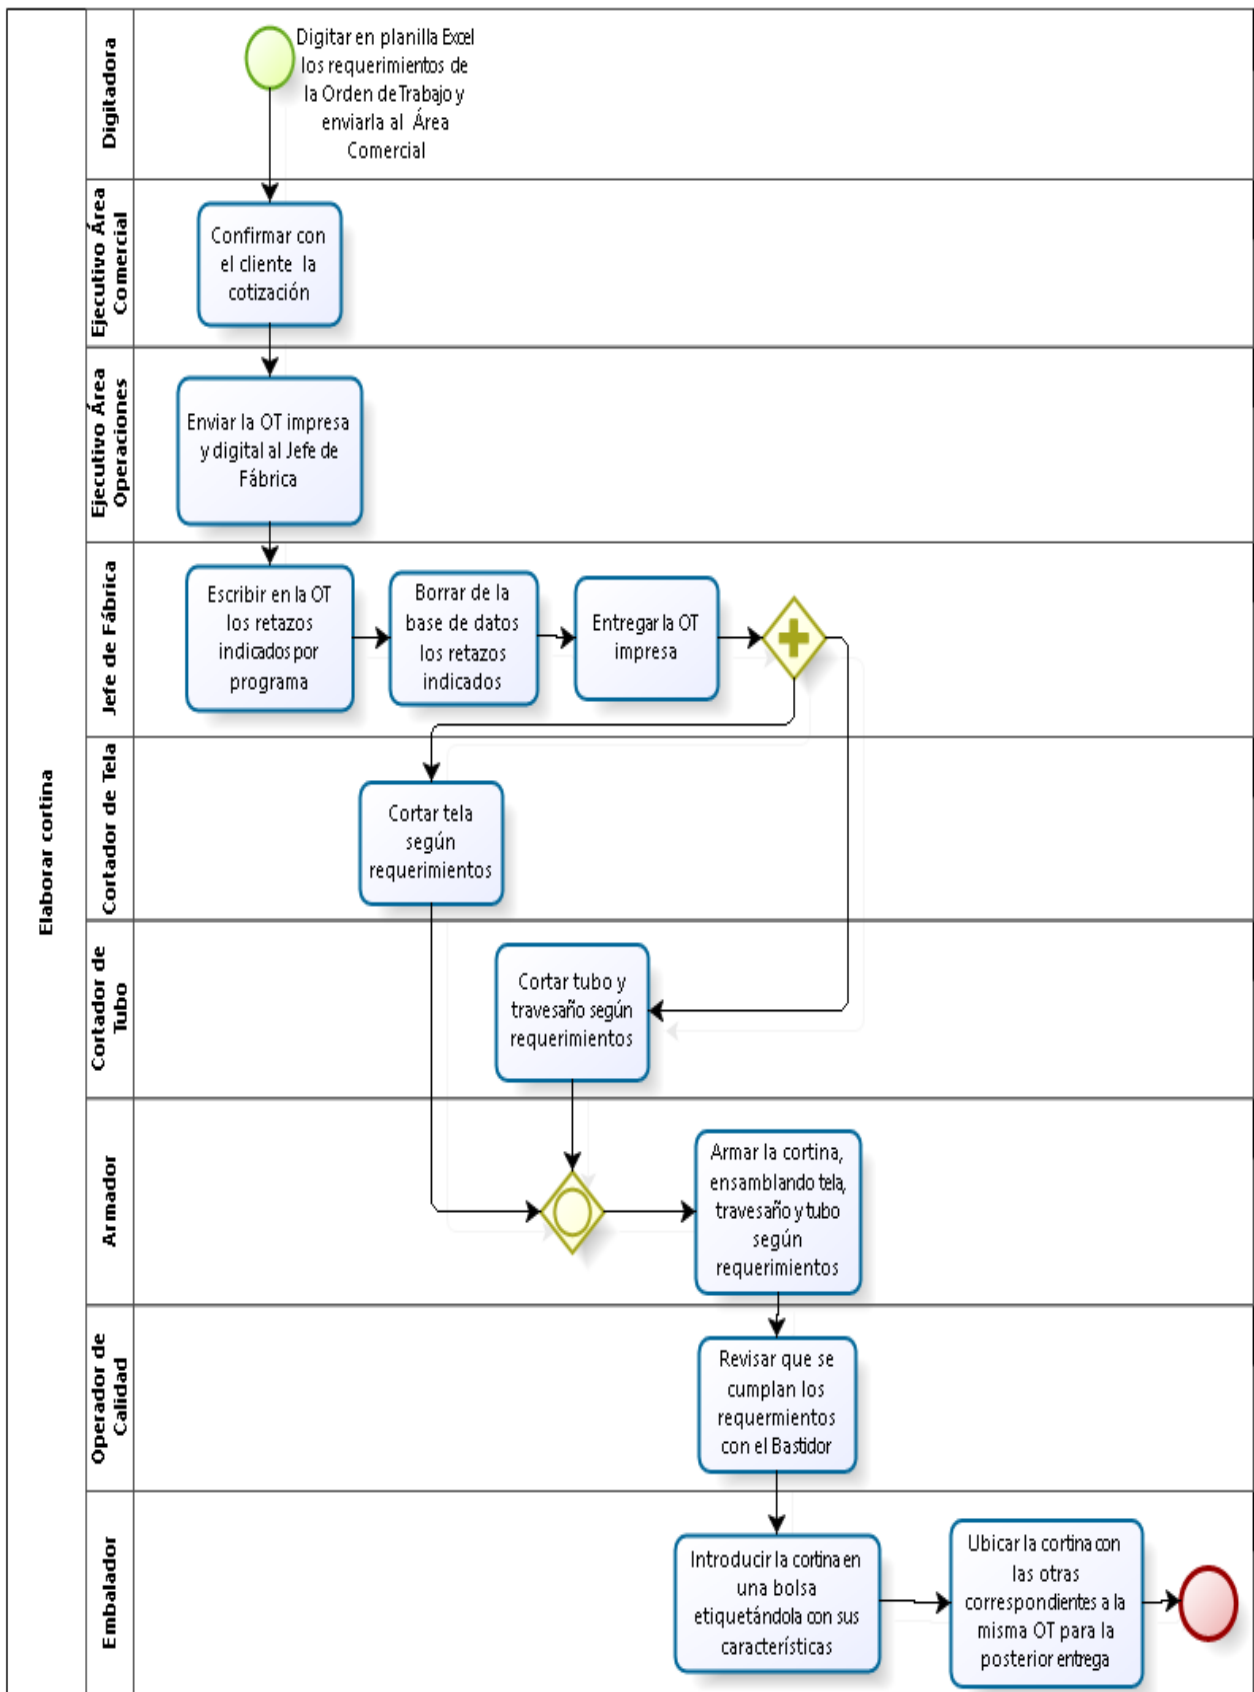 Elaborar cortina
Digitadora
Digitar en planilla Excel
los requerimientos de
la Orden de Trabajo y
enviarla al Área
Comercial
Ejecutivo Área
Comercial
Confirmar con
el cliente la
cotización
Ejecutivo Área
Operaciones
Enviar la OT impresa
y digital al Jefe de
Fábrica
Jefe de Fábrica
Escribir en la OT
los retazos
indicados por
programa
Borrar de la
base de datos
los retazos
indicados
Entregar la OT
impresa
Cortador de Tela
Cortar tela
según
requerimientos
Cortador de
Tubo
Cortar tubo y
travesaño según
requerimientos
Armador
Armar la cortina,
ensamblando tela,
travesaño y tubo
según
requerimientos
Operador de
Calidad
Revisar que se
cumplan los
requermientos
con el Bastidor
Embalador
Introducir la cortina en
una bolsa
etiquetándola con sus
características
Ubicar la cortina con
las otras
correspondientes a la
misma OT para la
posterior entrega